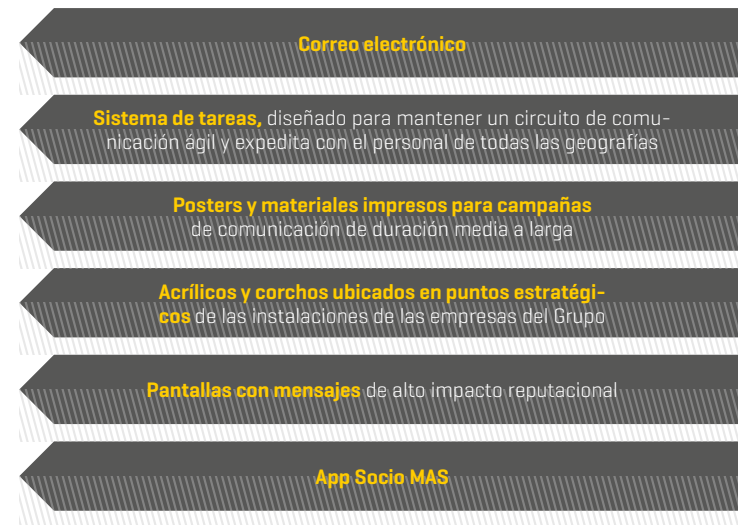 Correo electrónico
Sistema de tareas, diseñado para mantener un circuito de comu-
nicación ágil y expedita con el personal de todas las geografías
Posters y materiales impresos para campañas
de comunicación de duración media a larga
Acrílicos y corchos ubicados en puntos estratégi-
cos de las instalaciones de las empresas del Grupo
Pantallas con mensajes de alto impacto reputacional
App Socio MAS